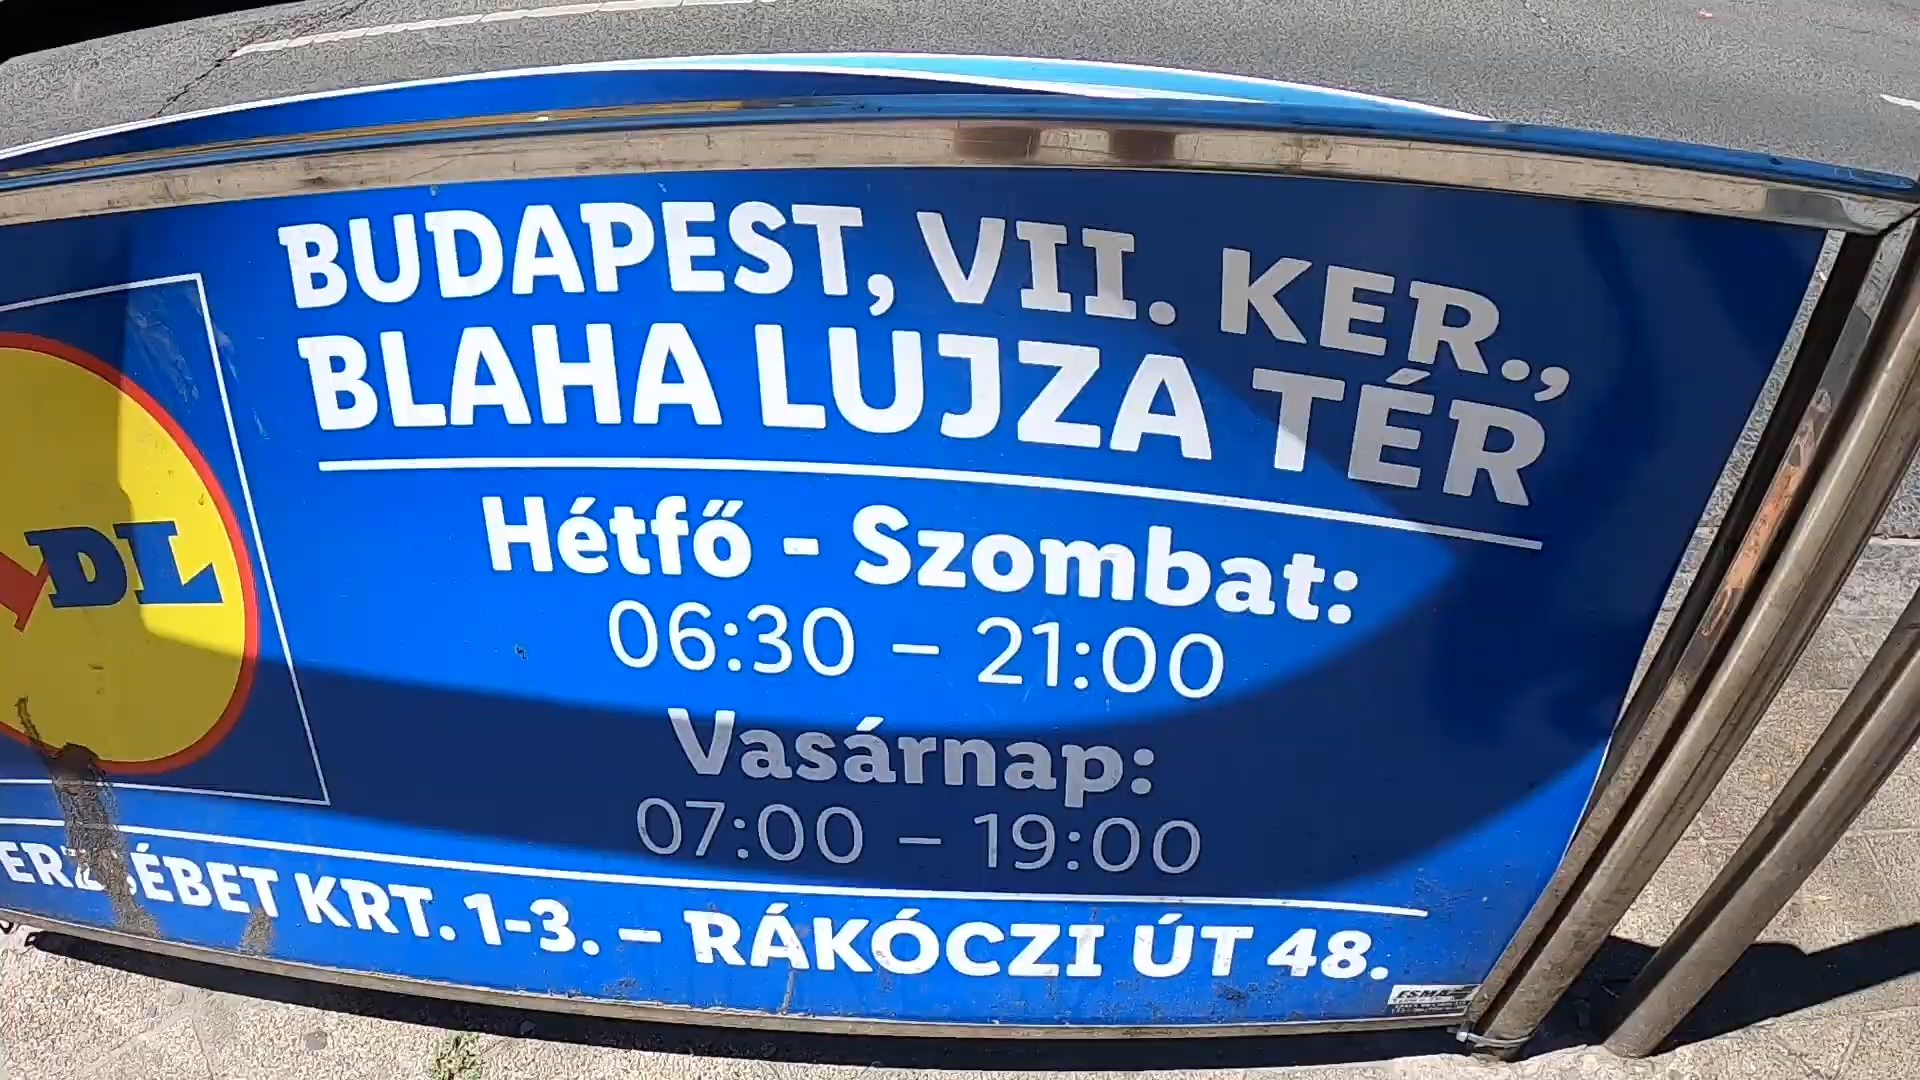 BUDAPEST, VII. KER.,
BLAHA LUJZA TÉR
Hétfő - Szombat:
06:30 – 21:00
Vasárnap:
07:00 – 19:00
IDL
ERZSÉBET KRT. 1-3. – RÁKÓCZI ÚT 48.